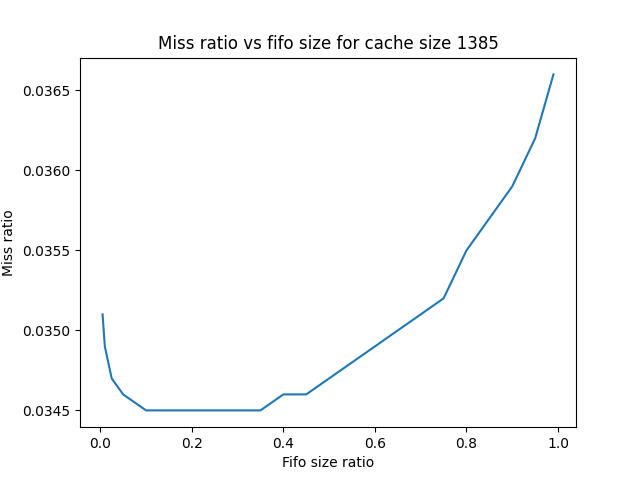 Miss ratio vs fifo size for cache size 1385
Miss ratio
0.0365
0.0360
0.0355
0.0350
0.0345
0.0 0.2 0.4 0.6 0.8 1.0
Fifo size ratio